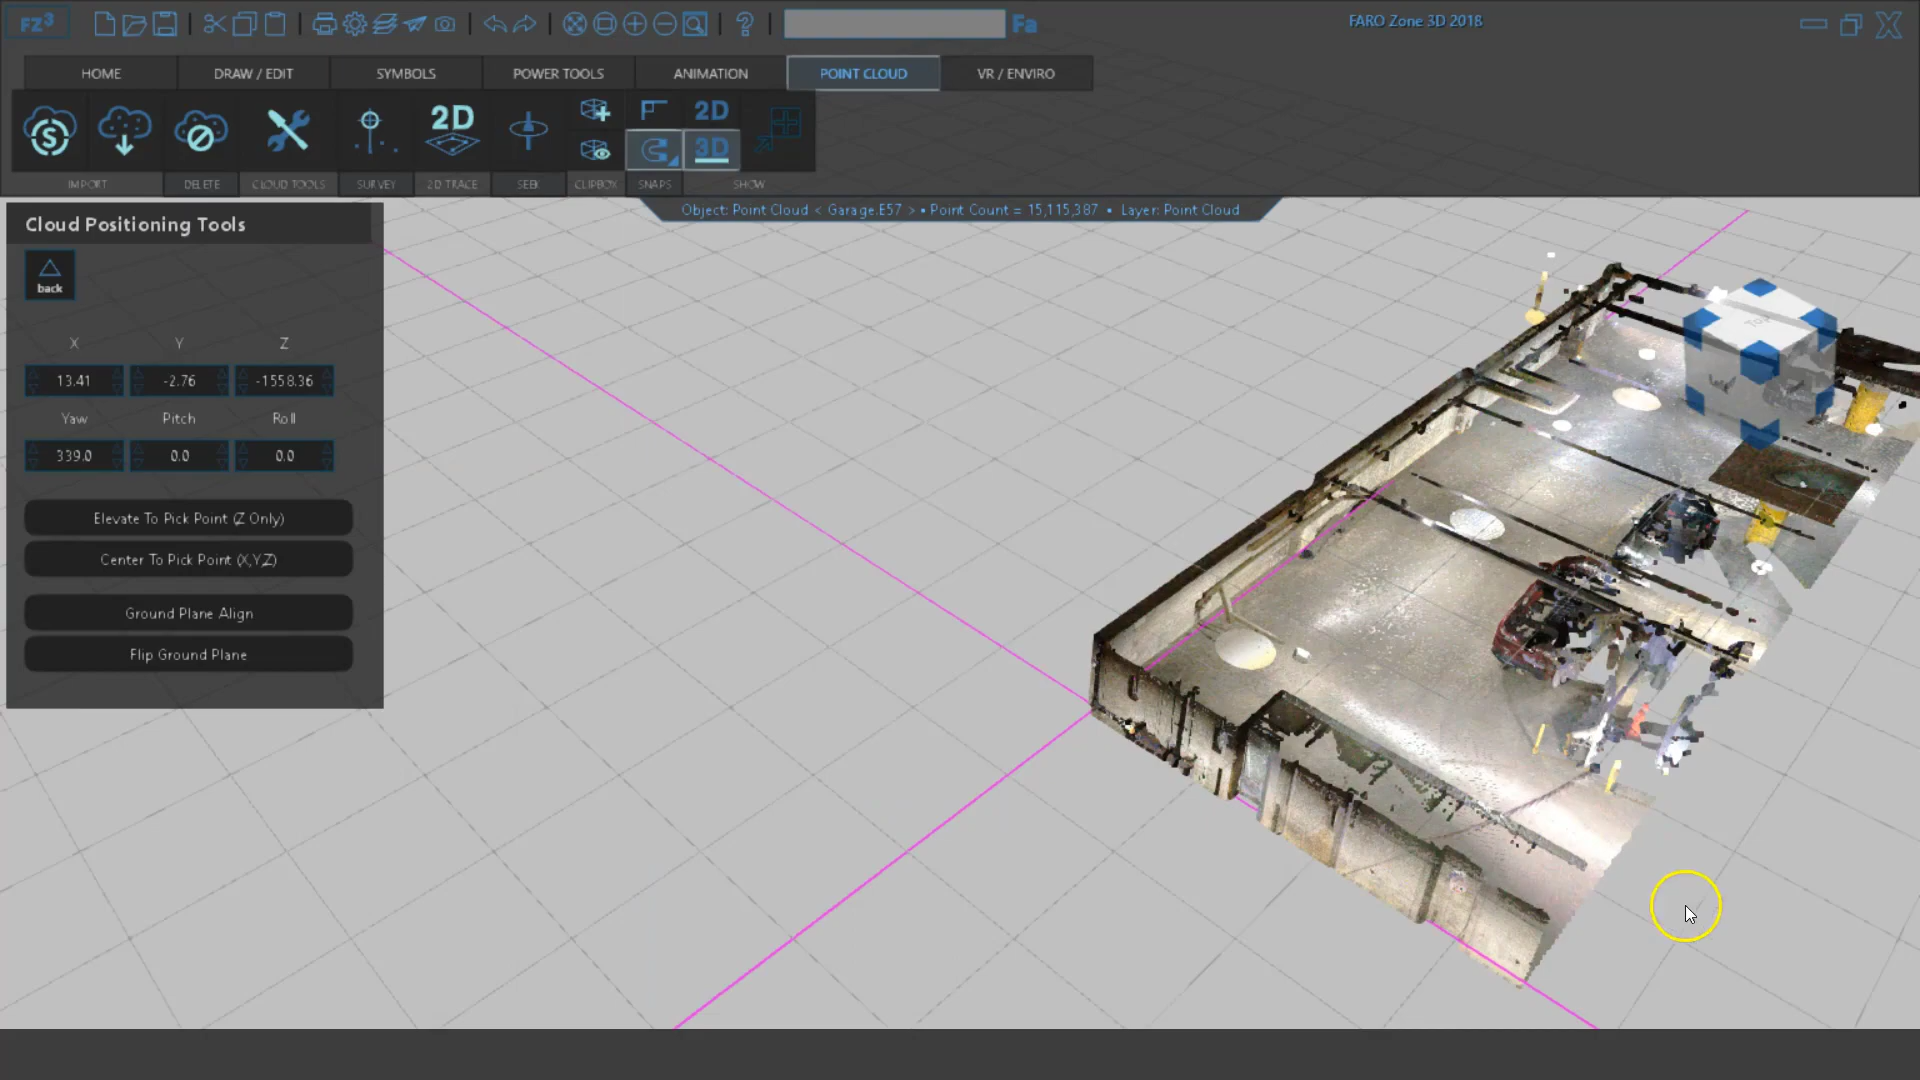 FZ³
Fa
FARO Zone 3D 2018
HOME
DRAW / EDIT
SYMBOLS
POWER TOOLS
ANIMATION
POINT CLOUD
VR / ENVIRO
2D
2D
3D
IMPORT
DELETE
CLOUD TOOLS
SURVEY
2D TRACE
SEEK
CLIPBOX
SNAPS
SHOW
Object: Point Cloud < Garage.E57 > • Point Count = 15,115,387 • Layer: Point Cloud
Cloud Positioning Tools
back
X Y Z
13.41 -2.76 -1558.36
Yaw Pitch Roll
339.0 0.0 0.0
Elevate To Pick Point (Z Only)
Center To Pick Point (X,Y,Z)
Ground Plane Align
Flip Ground Plane
Top